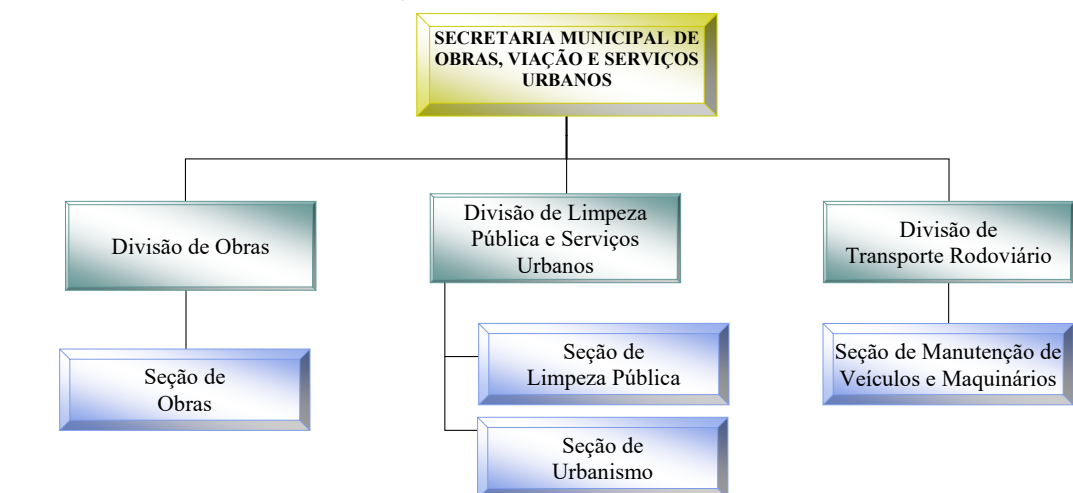 SECRETARIA MUNICIPAL DE
OBRAS, VIAÇÃO E SERVIÇOS
URBANOS
Divisão de Obras
Divisão de Limpeza
Pública e Serviços
Urbanos
Divisão de
Transporte Rodoviário
Seção de
Obras
Seção de
Limpeza Pública
Seção de Manutenção de
Veículos e Maquinários
Seção de
Urbanismo